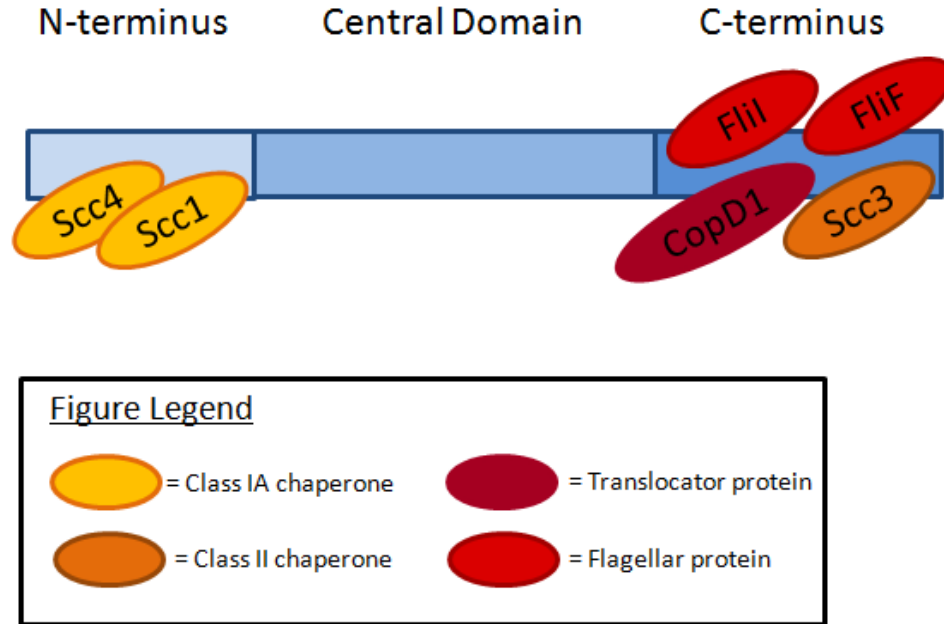 N-terminus Central Domain C-terminus
FliI FliF
Scc4 Scc1 CopD1 Scc3
Figure Legend
= Class IA chaperone = Translocator protein
= Class II chaperone = Flagellar protein